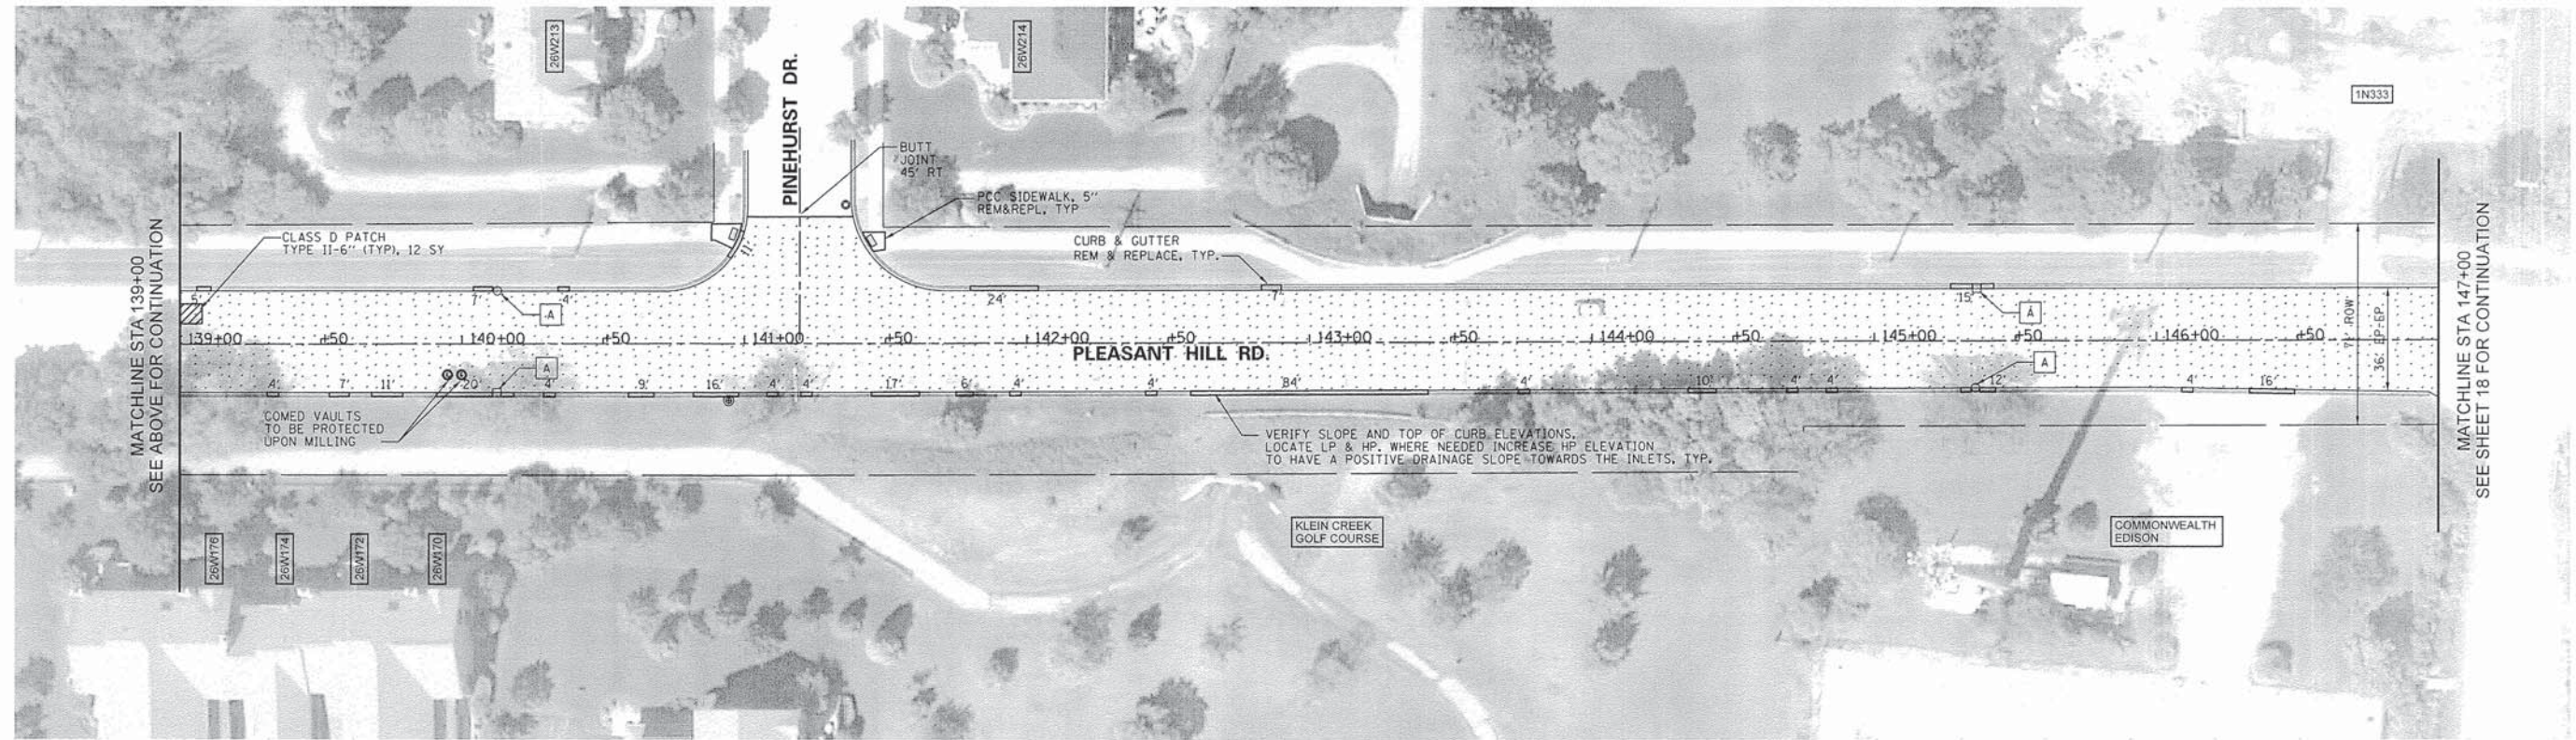 26W213
26W214
1N333
PINEHURST DR.
BUTT
JOINT
45' RT
PCC SIDEWALK, 5"
REM&REPL, TYP
CLASS D PATCH
TYPE II-6" (TYP), 12 SY
CURB & GUTTER
REM & REPLACE, TYP.
MATCHLINE STA 139+00
SEE ABOVE FOR CONTINUATION
MATCHLINE STA 147+00
SEE SHEET 18 FOR CONTINUATION
5' 7' 4' 11' 24' 7' 15'
A A
139+00 +50 140+00 +50 141+00 +50 142+00 +50 143+00 +50 144+00 +50 145+00 +50 146+00 +50
PLEASANT HILL RD.
ROW
36' EP-EP
A A
4' 7' 11' 20' 4' 9' 16' 4' 4' 17' 6' 4' 4' 84' 4' 10' 4' 4' 12' 4' 16'
COMED VAULTS
TO BE PROTECTED
UPON MILLING
VERIFY SLOPE AND TOP OF CURB ELEVATIONS.
LOCATE LP & HP. WHERE NEEDED INCREASE HP ELEVATION
TO HAVE A POSITIVE DRAINAGE SLOPE TOWARDS THE INLETS, TYP.
26W176
26W174
26W172
26W170
KLEIN CREEK
GOLF COURSE
COMMONWEALTH
EDISON